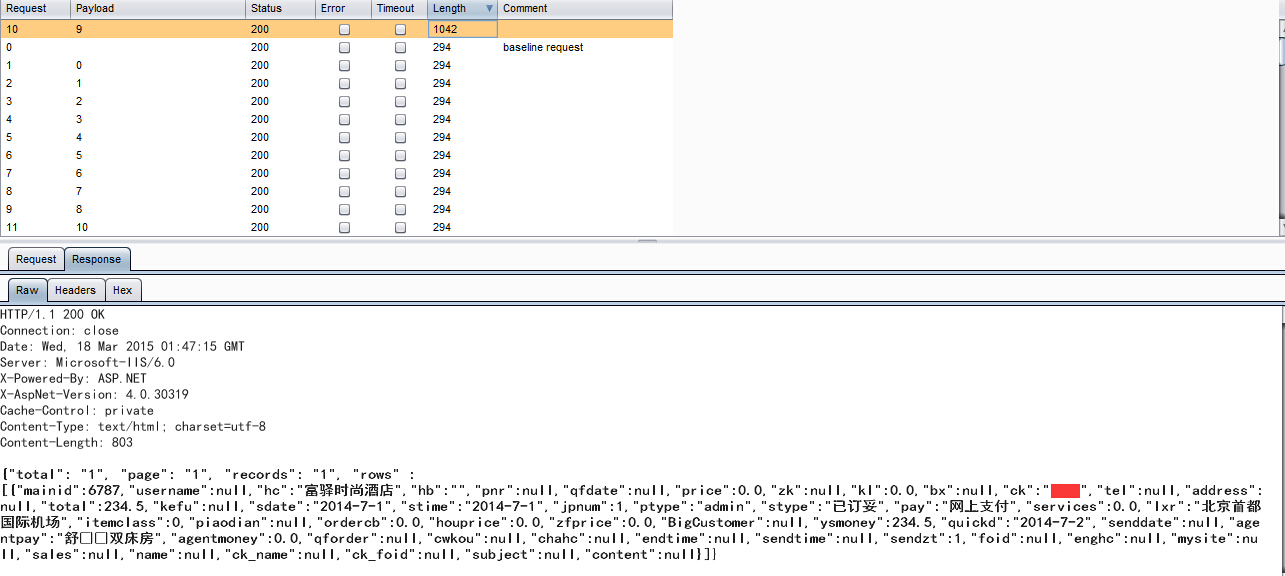 Request Payload Status Error Timeout Length Comment
10 9 200 1042
0 200 294 baseline request
1 0 200 294
2 1 200 294
3 2 200 294
4 3 200 294
5 4 200 294
6 5 200 294
7 6 200 294
8 7 200 294
9 8 200 294
11 10 200 294
Request Response
Raw Headers Hex
HTTP/1.1 200 OK
Connection: close
Date: Wed, 18 Mar 2015 01:47:15 GMT
Server: Microsoft-IIS/6.0
X-Powered-By: ASP.NET
X-AspNet-Version: 4.0.30319
Cache-Control: private
Content-Type: text/html; charset=utf-8
Content-Length: 803
{"total": "1", "page": "1", "records": "1", "rows" :
[{"mainid":6787,"username":null,"hc":"富驿时尚酒店","hb":"","pnr":null,"qfdate":null,"price":0.0,"zk":null,"kl":0.0,"bx":null,"ck":"","tel":null,"address":
null,"total":234.5,"kefu":null,"sdate":"2014-7-1","stime":"2014-7-1","jpnum":1,"ptype":"admin","stype":"已订妥","pay":"网上支付","services":0.0,"lxr":"北京首都
国际机场","itemclass":0,"piaodian":null,"ordercb":0.0,"houprice":0.0,"zfprice":0.0,"BigCustomer":null,"ysmoney":234.5,"quickd":"2014-7-2","senddate":null,"age
ntpay":"舒□□双床房","agentmoney":0.0,"qforder":null,"cwkou":null,"chahc":null,"endtime":null,"sendtime":null,"sendzt":1,"foid":null,"enghc":null,"mysite":nu
ll,"sales":null,"name":null,"ck_name":null,"ck_foid":null,"subject":null,"content":null}]}